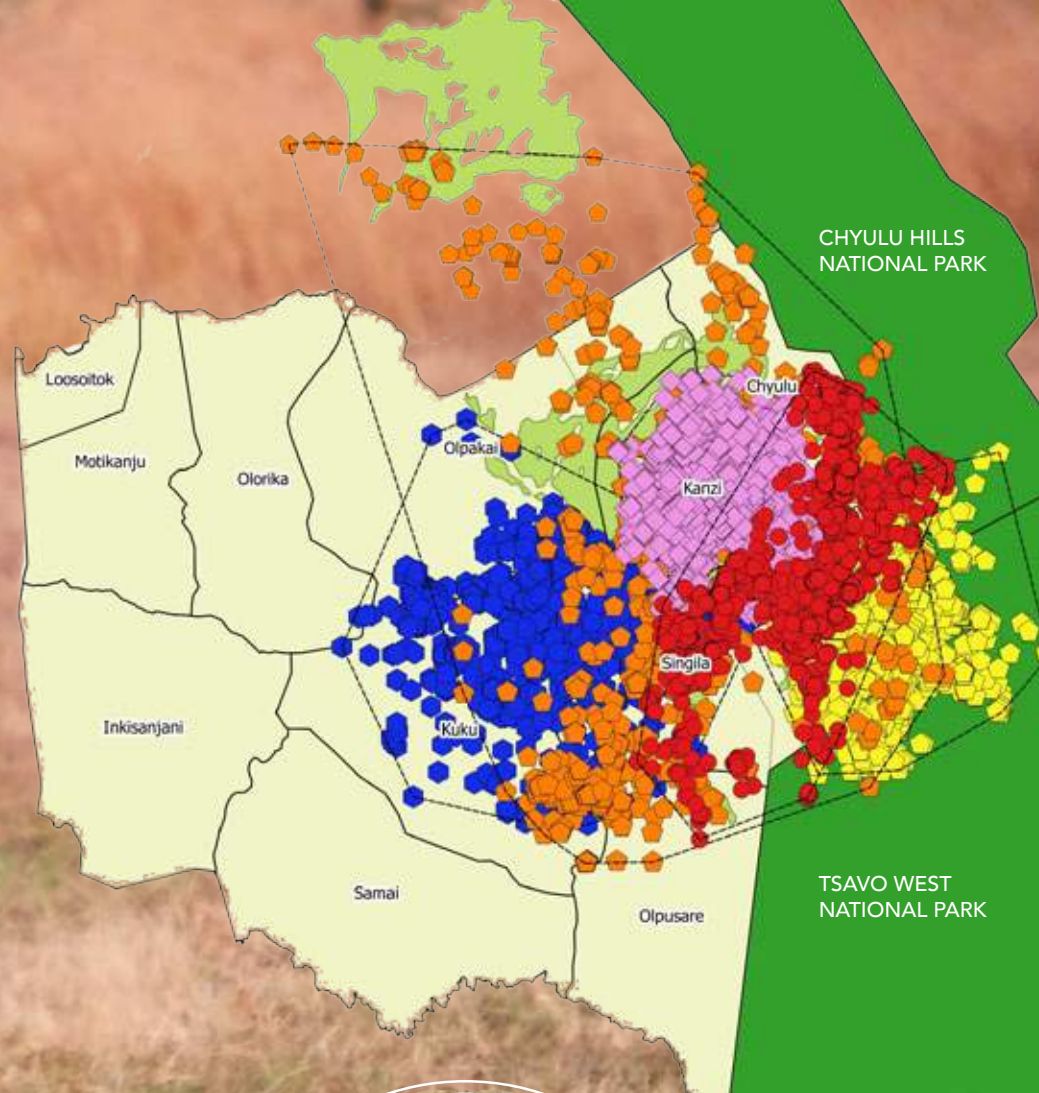 CHYULU HILLS
NATIONAL PARK
Loosoitok
Chyulu
Olpakai
Motikanju
Olorika
Kanzi
Singila
Inkisanjani
Kuku
Samai
TSAVO WEST
NATIONAL PARK
Olpusare